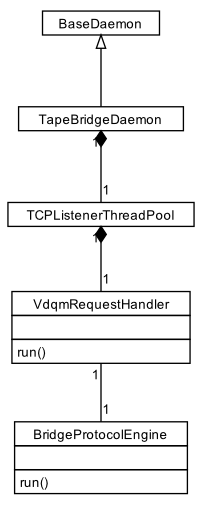 BaseDaemon
TapeBridgeDaemon
1
1
TCPListenerThreadPool
1
1
VdqmRequestHandler
run()
1
1
BridgeProtocolEngine
run()